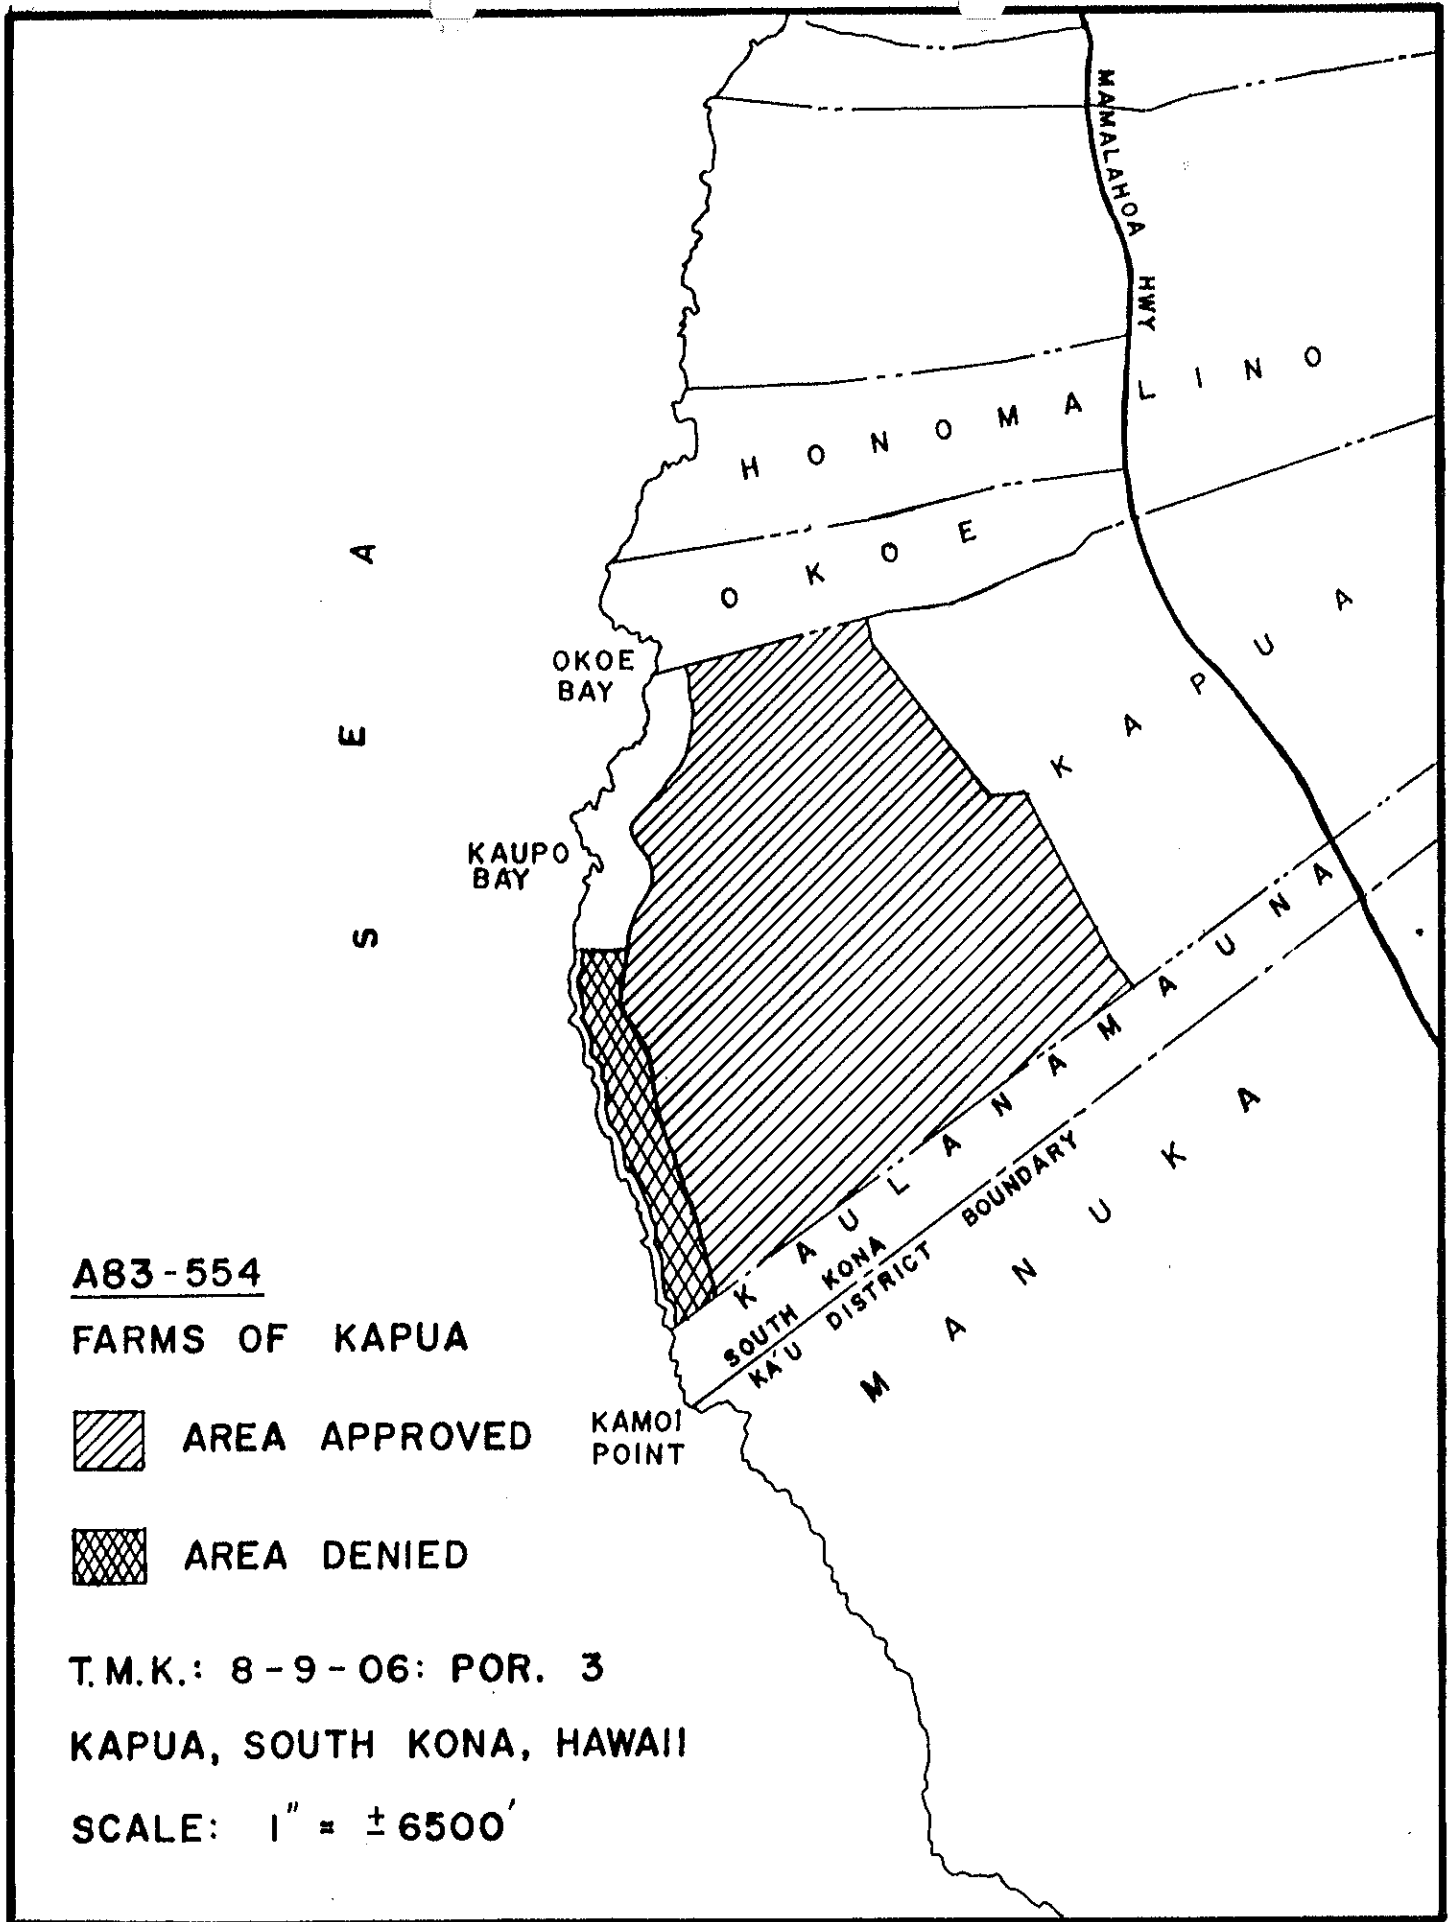 MAMALAHOA HWY
HONOMALINO
OKOE
KAPUA
SEA
OKOE
BAY
KAUPO
BAY
KAULANAMAUNA
SOUTH KONA
KA'U DISTRICT BOUNDARY
MANUKA
KAMOI
POINT
A83-554
FARMS OF KAPUA
AREA APPROVED
AREA DENIED
T.M.K.: 8-9-06: POR. 3
KAPUA, SOUTH KONA, HAWAII
SCALE: 1" = ±6500'